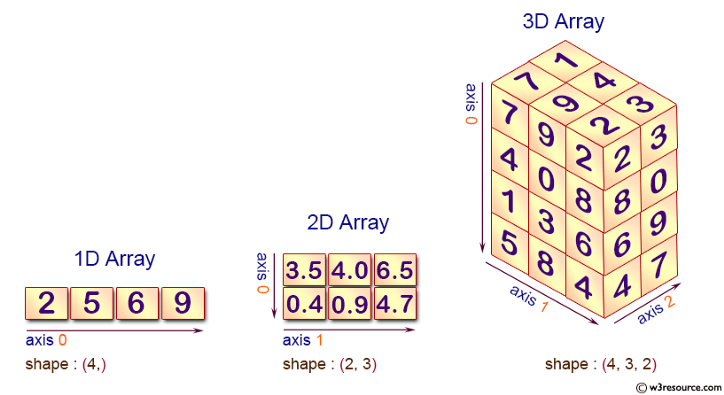 3D Array
1
7 4
9 3
2
axis 0
7 9 2 2 3
4 0 8 8 0
1 3 6 6 9
5 8 4 4 7
axis 1
axis 2
shape : (4, 3, 2)
2D Array
axis 0
3.5 4.0 6.5
0.4 0.9 4.7
axis 1
shape : (2, 3)
1D Array
2 5 6 9
axis 0
shape : (4,)
© w3resource.com